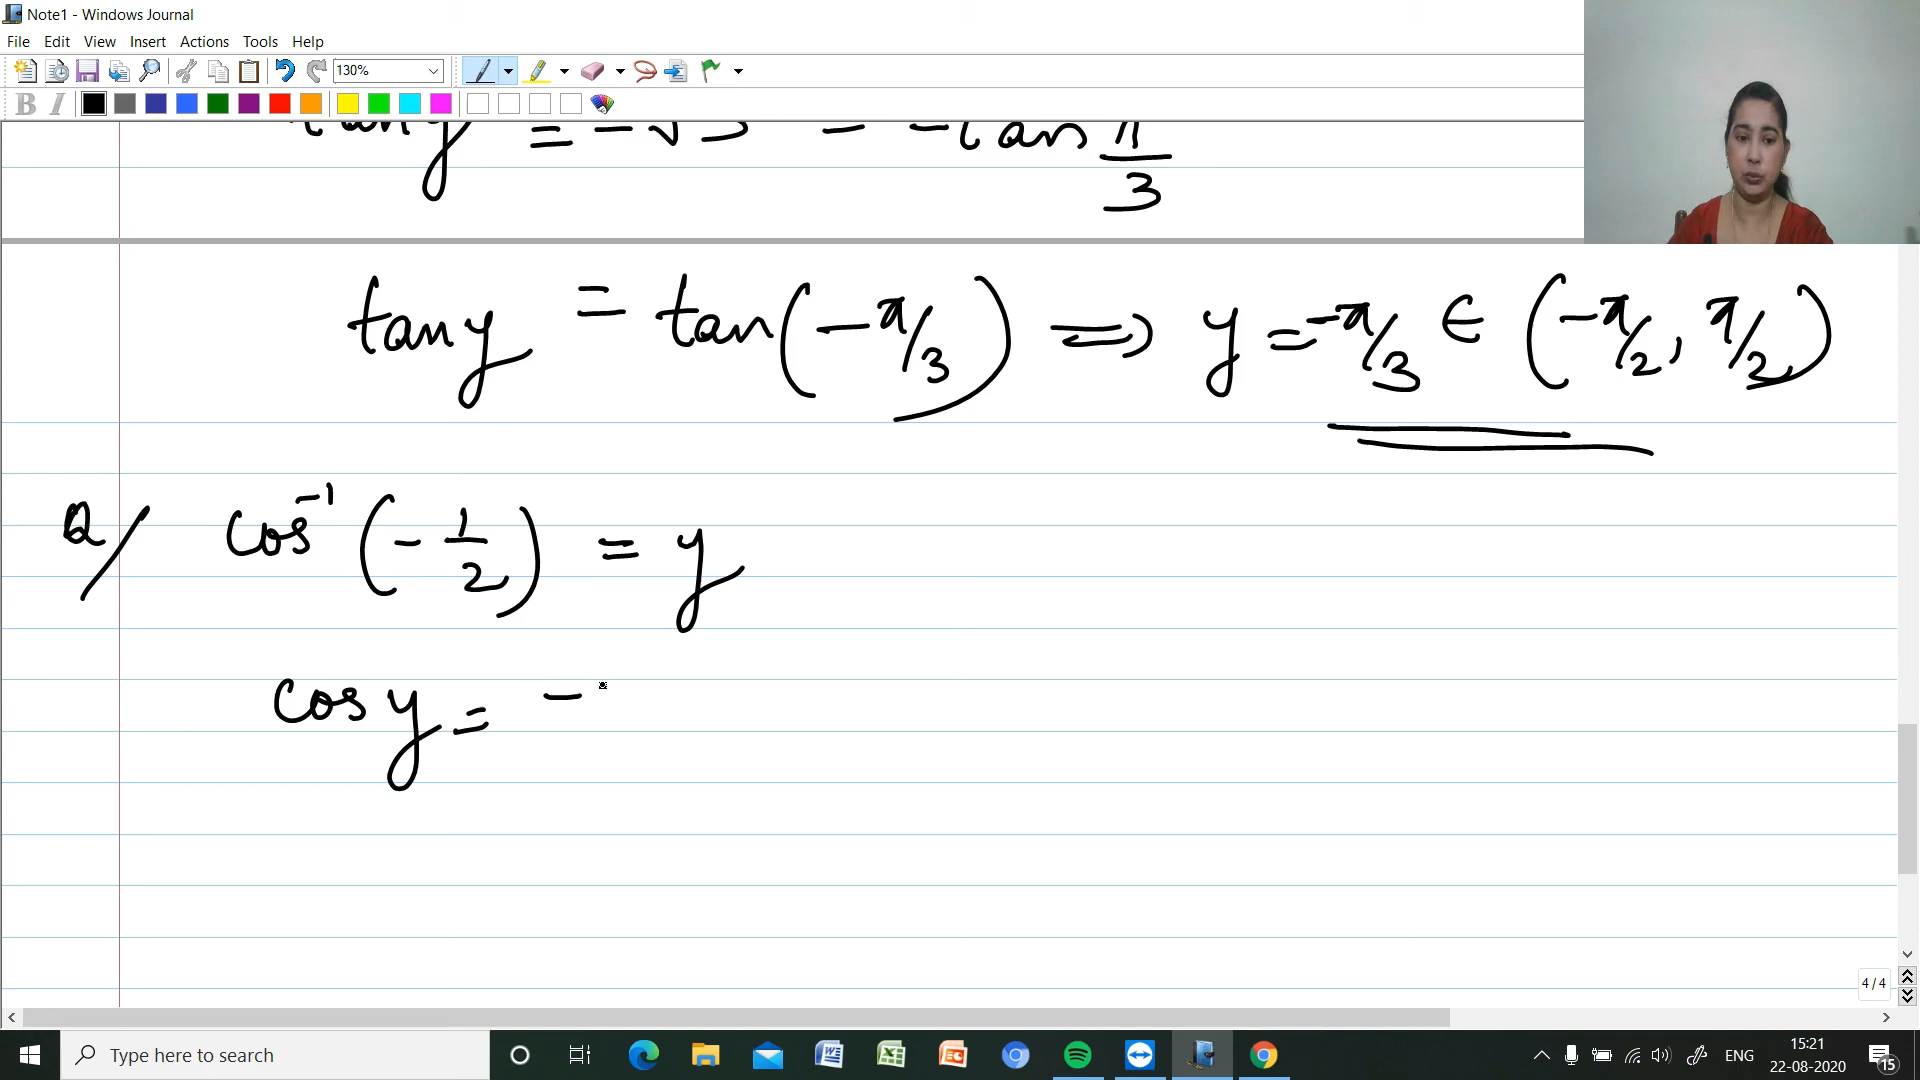 Note1 - Windows Journal
File Edit View Insert Actions Tools Help
130%
B I
tan y = -√3 = -tan π/3
tan y = tan(-π/3) ⟹ y = -π/3 ∈ (-π/2, π/2)
Q/ cos⁻¹(-1/2) = y
cos y = -
4 / 4
Type here to search
ENG
15:21
22-08-2020
15